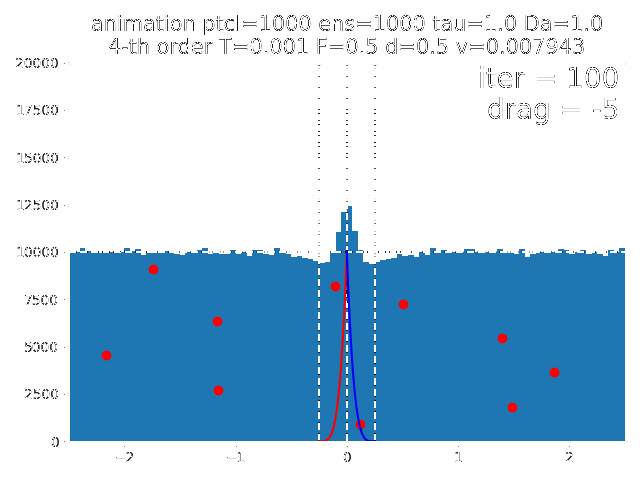 animation ptcl=1000 ens=1000 tau=1.0 Da=1.0
4-th order T=0.001 F=0.5 d=0.5 v=0.007943
iter = 100
drag = -5
20000
17500
15000
12500
10000
7500
5000
2500
0
−2 −1 0 1 2